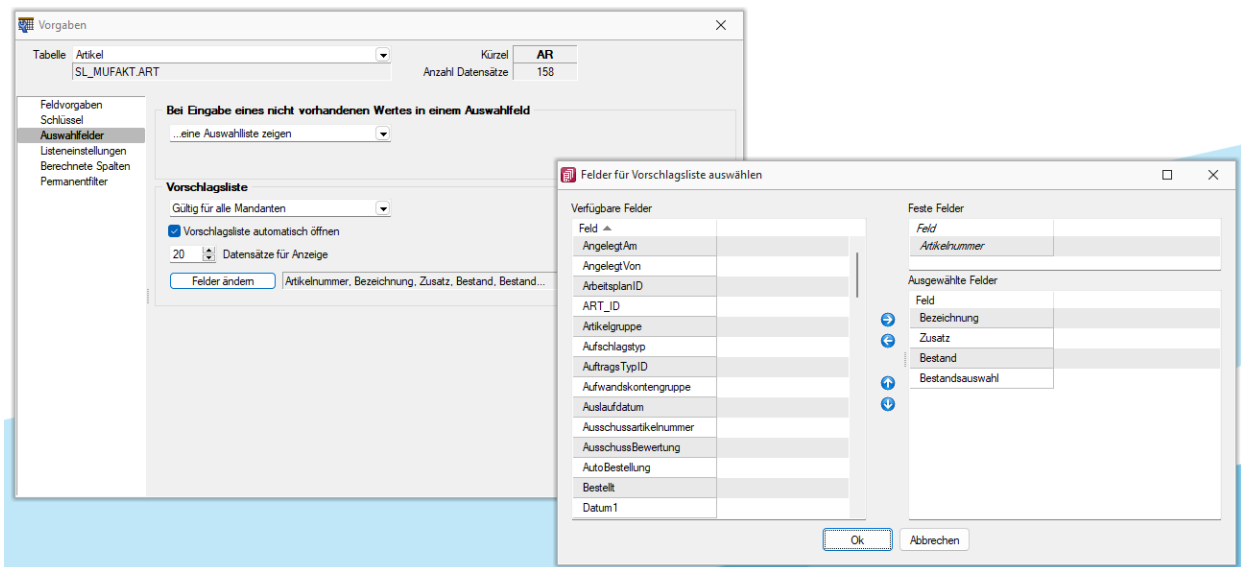 Vorgaben
Tabelle Artikel Kürzel AR
SL_MUFAKT.ART Anzahl Datensätze 158
Feldvorgaben
Schlüssel
Auswahlfelder
Listeneinstellungen
Berechnete Spalten
Permanentfilter
Bei Eingabe eines nicht vorhandenen Wertes in einem Auswahlfeld
...eine Auswahlliste zeigen
Vorschlagsliste
Gültig für alle Mandanten
Vorschlagsliste automatisch öffnen
20 Datensätze für Anzeige
Felder ändern Artikelnummer, Bezeichnung, Zusatz, Bestand, Bestand...
Felder für Vorschlagsliste auswählen
Verfügbare Felder
Feld
AngelegtAm
AngelegtVon
ArbeitsplanID
ART_ID
Artikelgruppe
Aufschlagstyp
AuftragsTypID
Aufwandskontengruppe
Auslaufdatum
Ausschussartikelnummer
AusschussBewertung
AutoBestellung
Bestellt
Datum1
Feste Felder
Feld
Artikelnummer
Ausgewählte Felder
Feld
Bezeichnung
Zusatz
Bestand
Bestandsauswahl
Ok Abbrechen